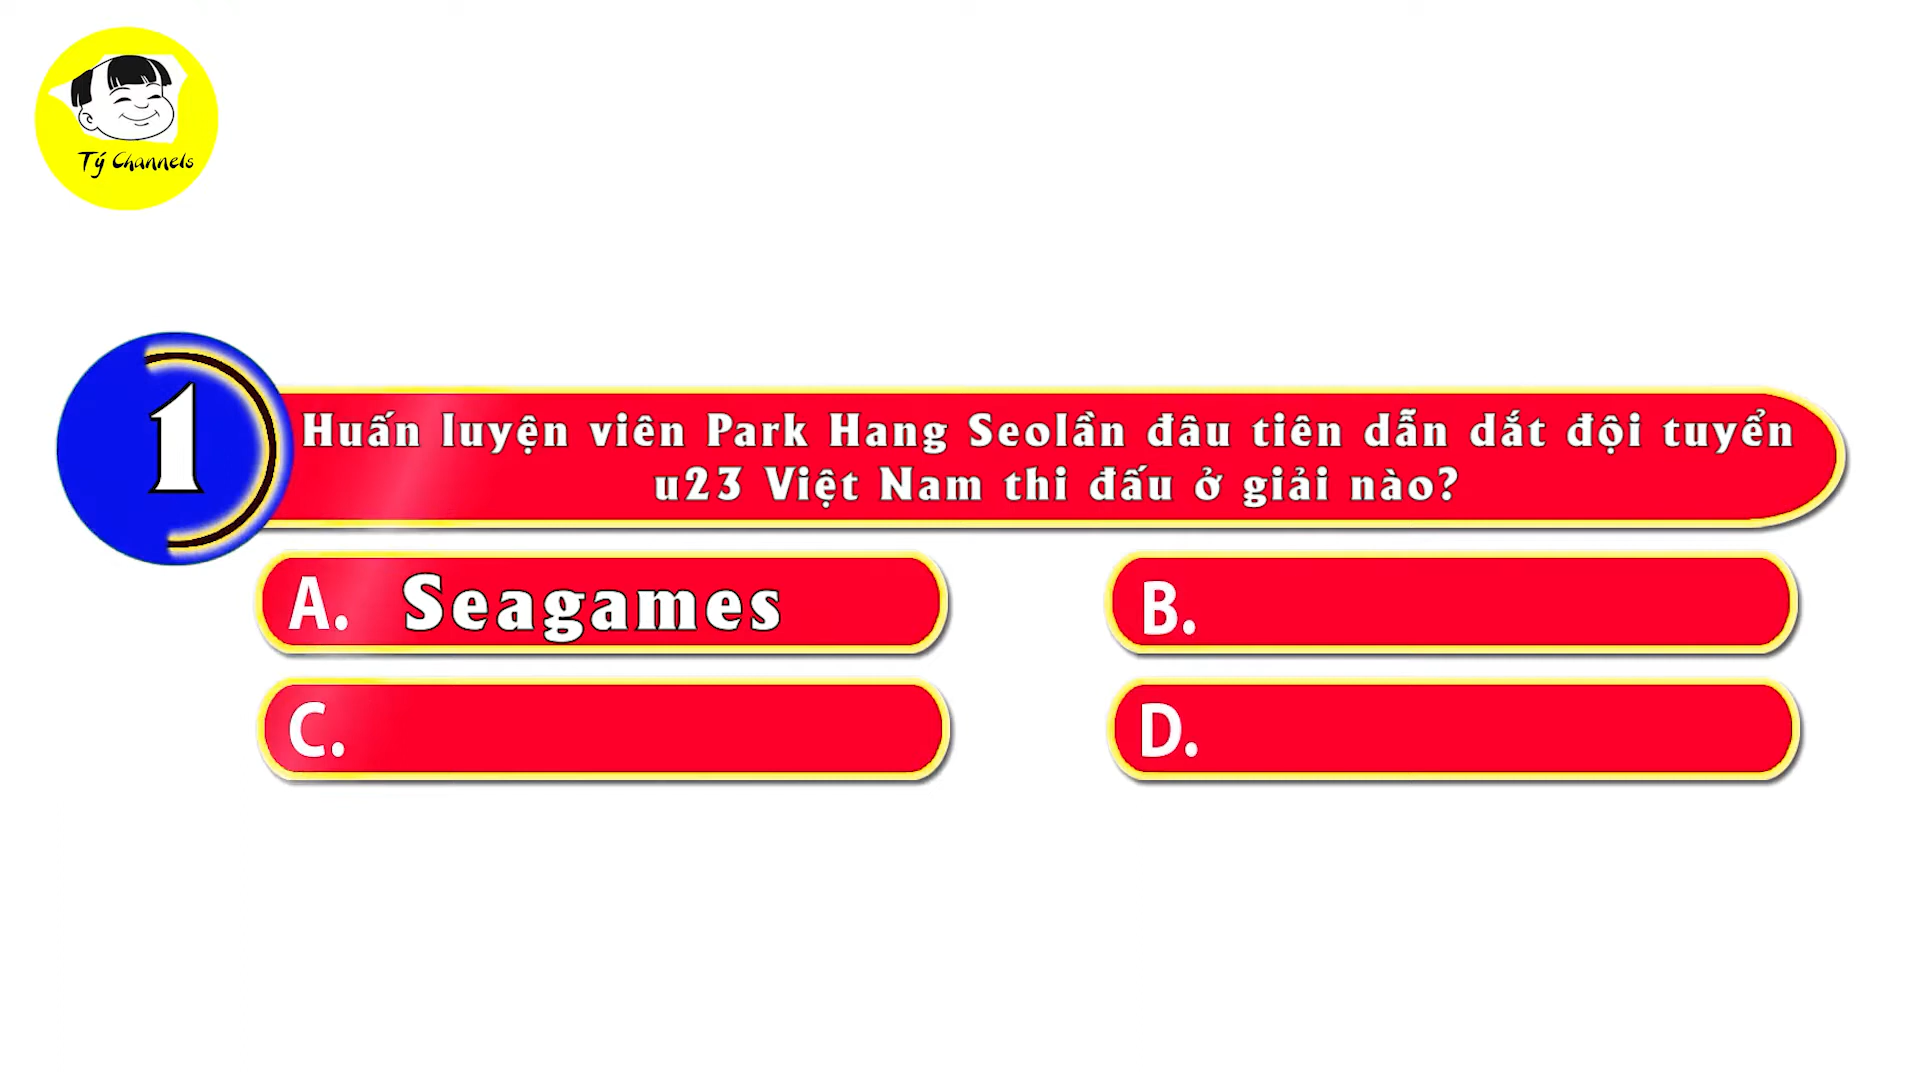 Tý Channels
1
Huấn luyện viên Park Hang Seolần đâu tiên dẫn dắt đội tuyển
u23 Việt Nam thi đấu ở giải nào?
A. Seagames
B.
C.
D.